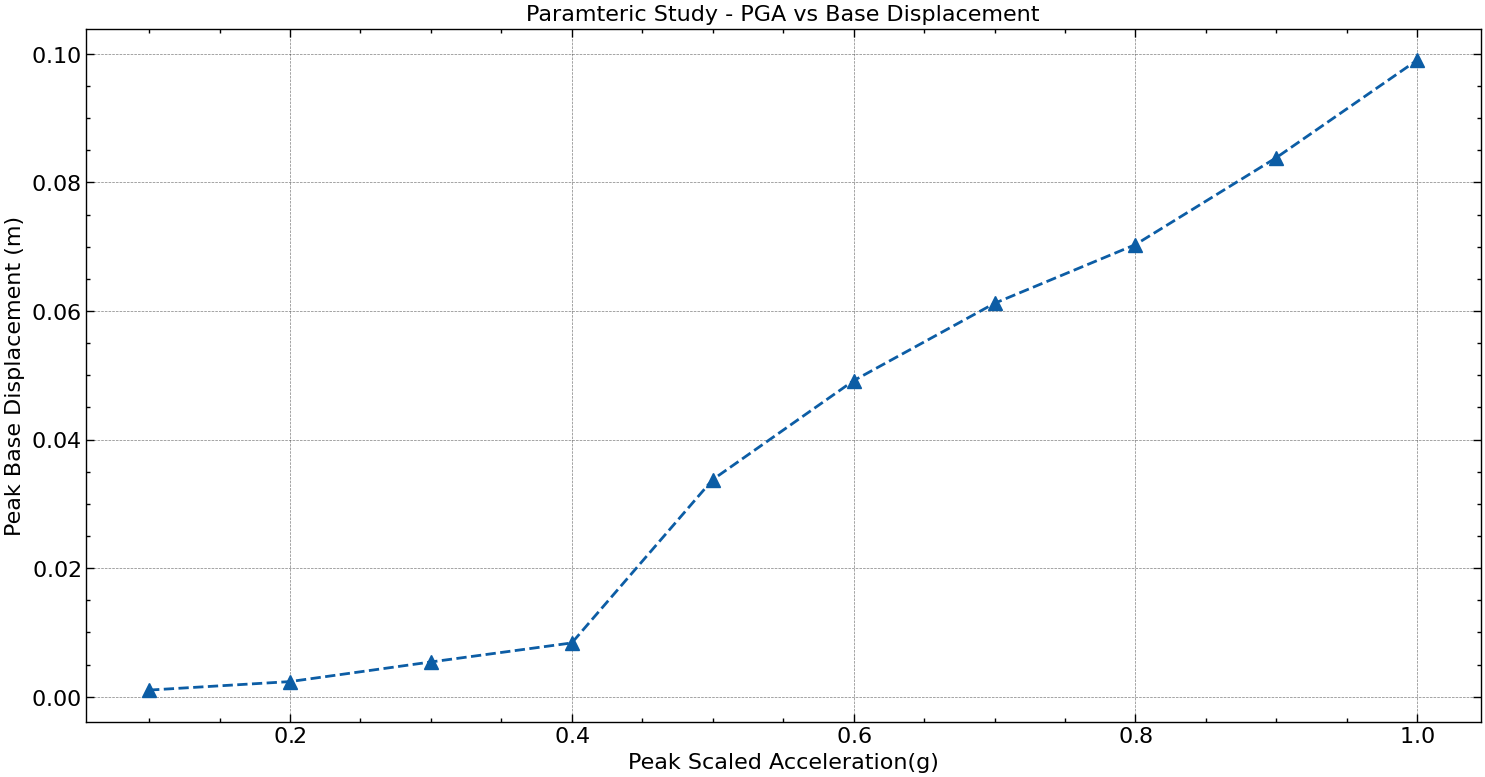 Paramteric Study - PGA vs Base Displacement
Peak Base Displacement (m)
0.10
0.08
0.06
0.04
0.02
0.00
0.2 0.4 0.6 0.8 1.0
Peak Scaled Acceleration(g)